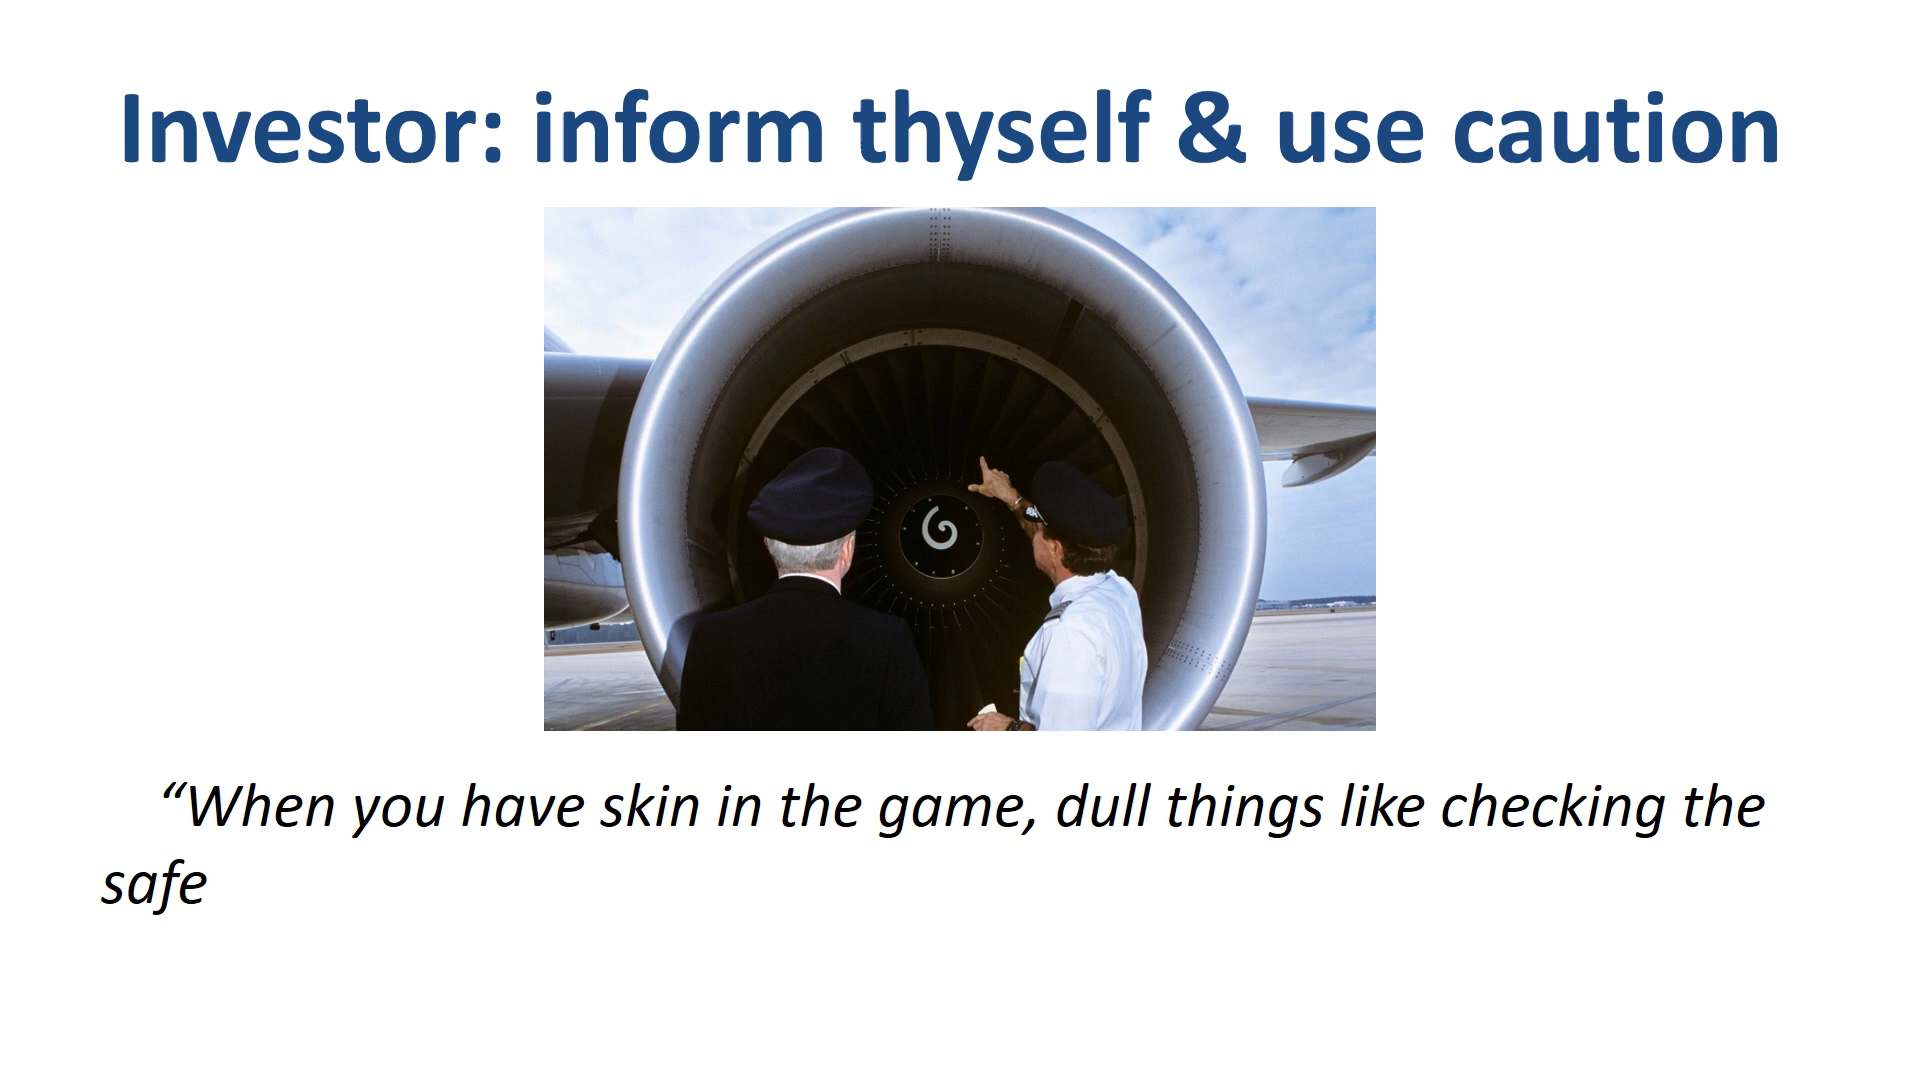 Investor: inform thyself & use caution
“When you have skin in the game, dull things like checking the
safe